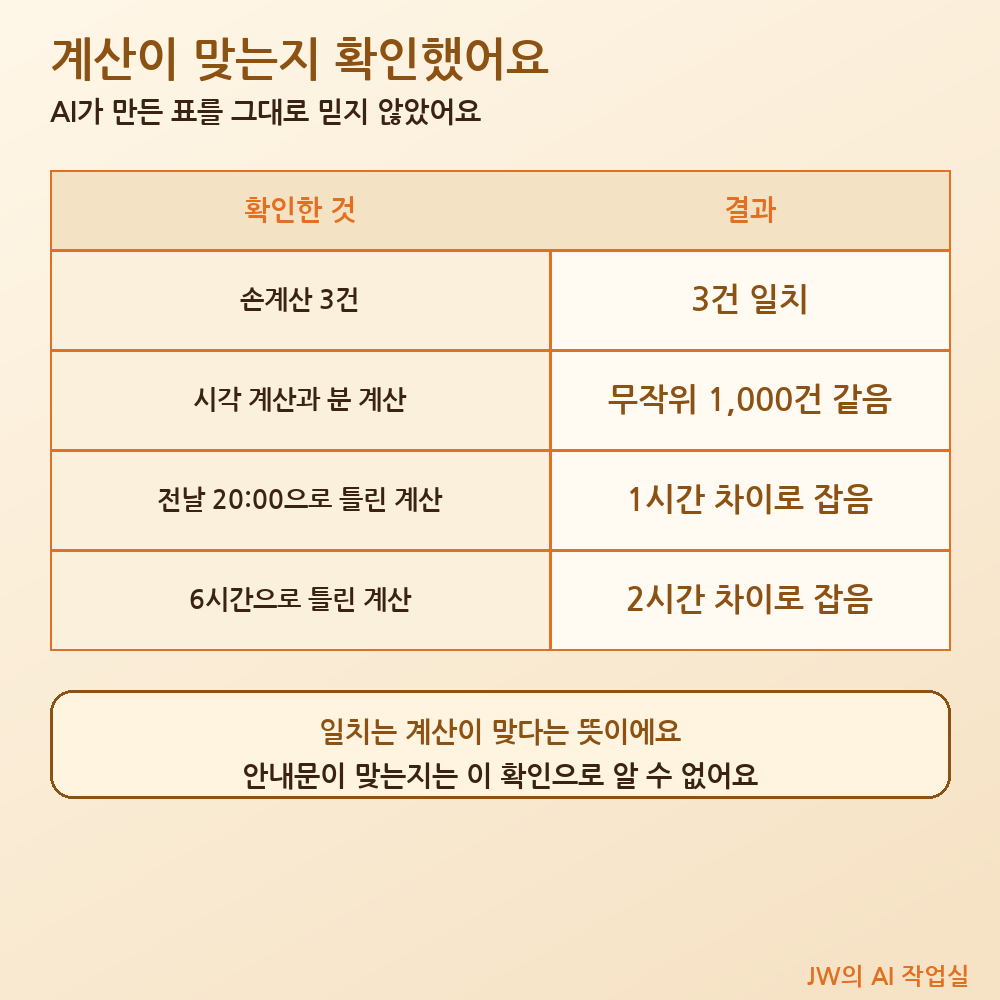 계산이 맞는지 확인했어요
AI가 만든 표를 그대로 믿지 않았어요
확인한 것 결과
손계산 3건 3건 일치
시각 계산과 분 계산 무작위 1,000건 같음
전날 20:00으로 틀린 계산 1시간 차이로 잡음
6시간으로 틀린 계산 2시간 차이로 잡음
일치는 계산이 맞다는 뜻이에요
안내문이 맞는지는 이 확인으로 알 수 없어요
JW의 AI 작업실